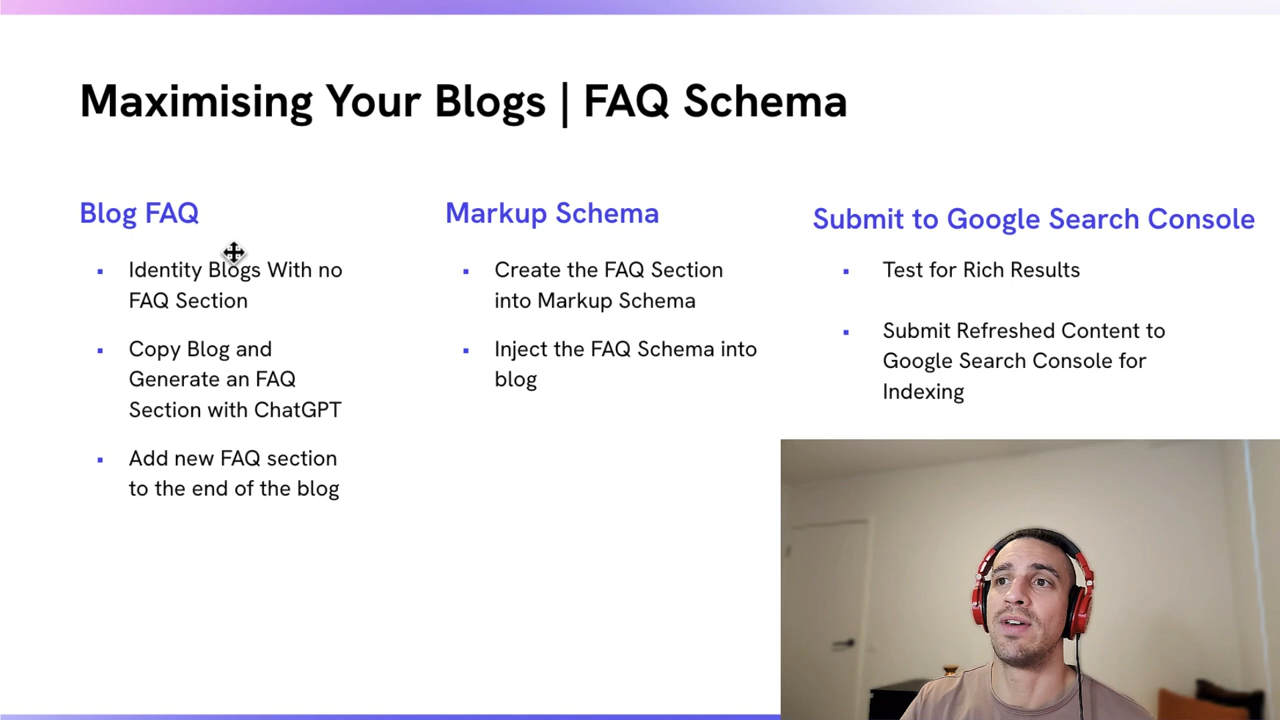 Maximising Your Blogs | FAQ Schema
Blog FAQ
Identity Blogs With no
FAQ Section
Copy Blog and
Generate an FAQ
Section with ChatGPT
Add new FAQ section
to the end of the blog
Markup Schema
Create the FAQ Section
into Markup Schema
Inject the FAQ Schema into
blog
Submit to Google Search Console
Test for Rich Results
Submit Refreshed Content to
Google Search Console for
Indexing